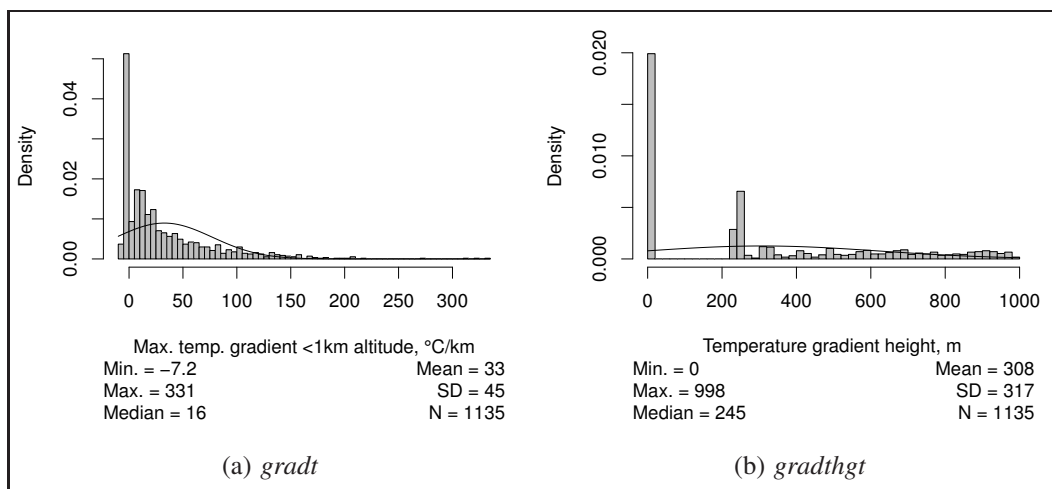 Density
0.00
0.02
0.04
0 50 100 150 200 250 300
Max. temp. gradient <1km altitude, °C/km
Min. = −7.2 Mean = 33
Max. = 331 SD = 45
Median = 16 N = 1135
(a) gradt
Density
0.000
0.010
0.020
0 200 400 600 800 1000
Temperature gradient height, m
Min. = 0 Mean = 308
Max. = 998 SD = 317
Median = 245 N = 1135
(b) gradthgt